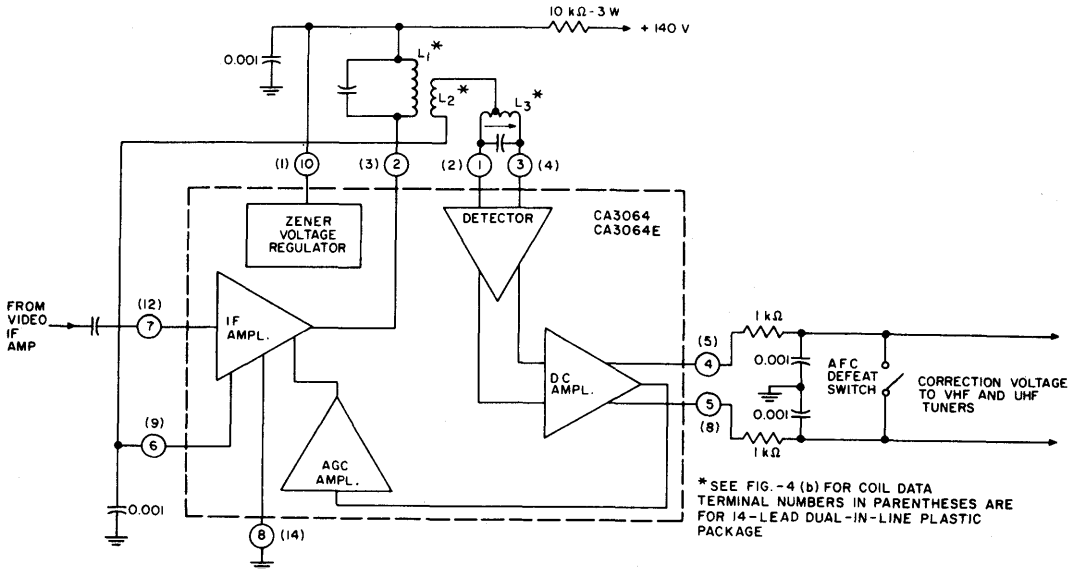 10 kΩ-3 W
+ 140 V
0.001
L1*
L2*
L3*
(1) 10
(3) 2
(2) 1
3 (4)
ZENER
VOLTAGE
REGULATOR
DETECTOR
CA3064
CA3064E
FROM
VIDEO
IF
AMP
(12)
7
IF
AMPL.
1 kΩ
(5)
4
0.001
AFC
DEFEAT
SWITCH
CORRECTION VOLTAGE
TO VHF AND UHF
TUNERS
DC
AMPL.
5
(8)
0.001
1 kΩ
(9)
6
AGC
AMPL.
0.001
8 (14)
*SEE FIG.-4 (b) FOR COIL DATA
TERMINAL NUMBERS IN PARENTHESES ARE
FOR 14-LEAD DUAL-IN-LINE PLASTIC
PACKAGE